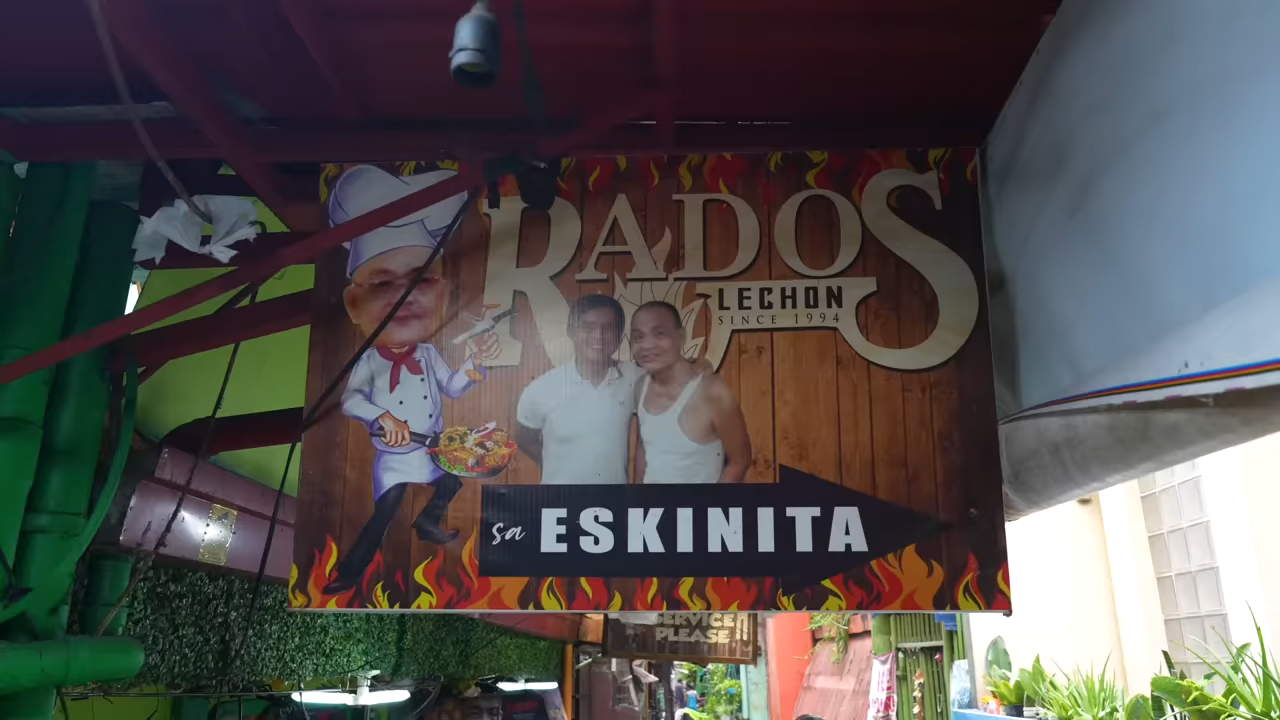 RADOS
LECHON
SINCE 1994
sa ESKINITA
SERVICE
PLEASE !!